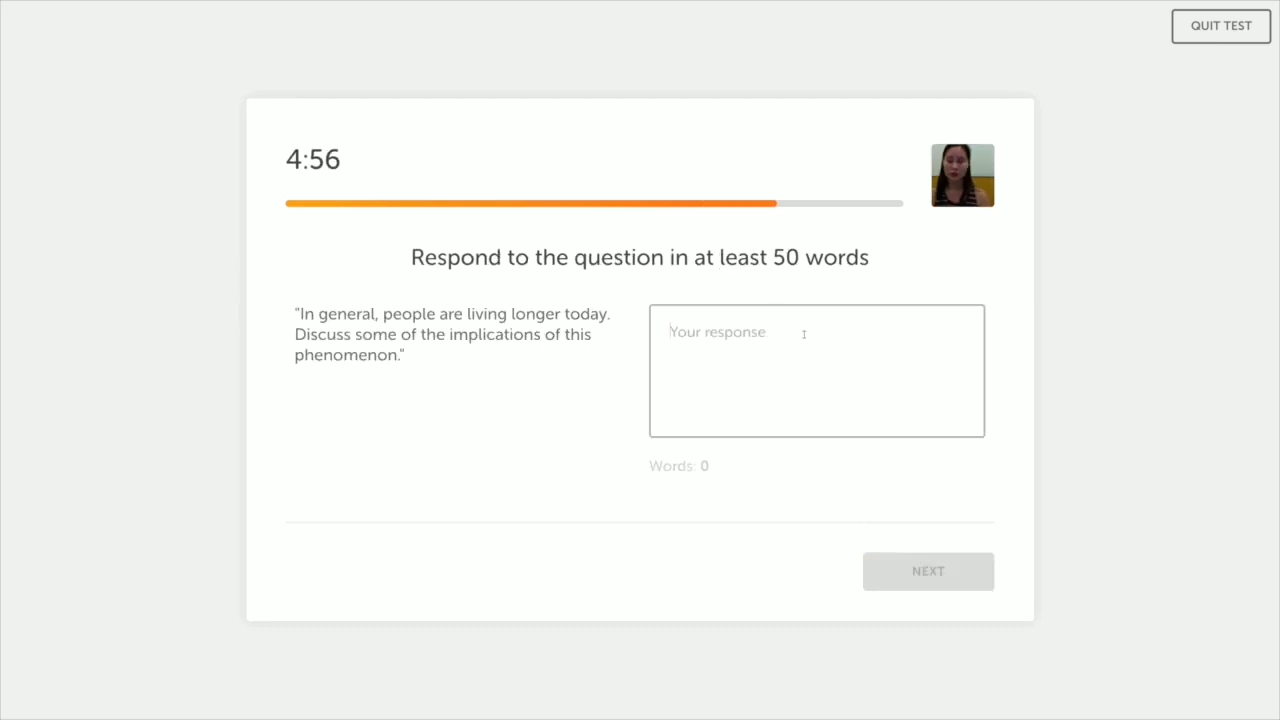 QUIT TEST
4:56
Respond to the question in at least 50 words
"In general, people are living longer today.
Discuss some of the implications of this
phenomenon."
Your response
Words: 0
NEXT